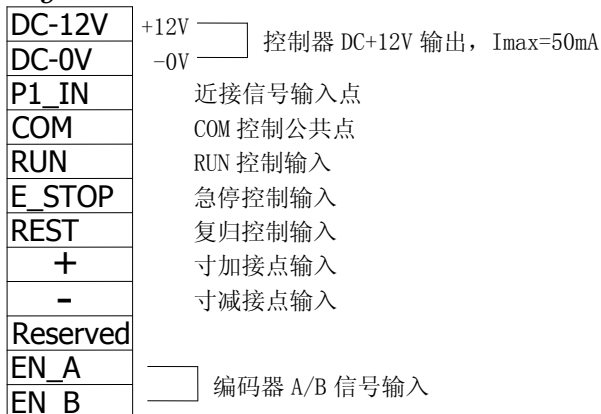 DC-12V +12V
控制器 DC+12V 输出，Imax=50mA
DC-0V -0V
P1_IN 近接信号输入点
COM COM 控制公共点
RUN RUN 控制输入
E_STOP 急停控制输入
REST 复归控制输入
+ 寸加接点输入
- 寸减接点输入
Reserved
EN_A
编码器 A/B 信号输入
EN_B